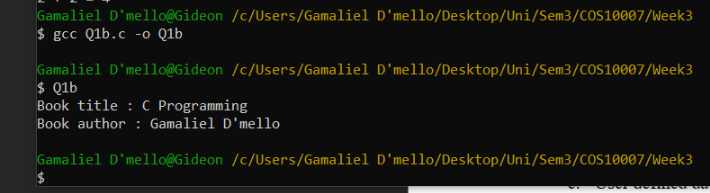 Gamaliel D'mello@Gideon /c/Users/Gamaliel D'mello/Desktop/Uni/Sem3/COS10007/Week3
$ gcc Q1b.c -o Q1b
Gamaliel D'mello@Gideon /c/Users/Gamaliel D'mello/Desktop/Uni/Sem3/COS10007/Week3
$ Q1b
Book title : C Programming
Book author : Gamaliel D'mello
Gamaliel D'mello@Gideon /c/Users/Gamaliel D'mello/Desktop/Uni/Sem3/COS10007/Week3
$